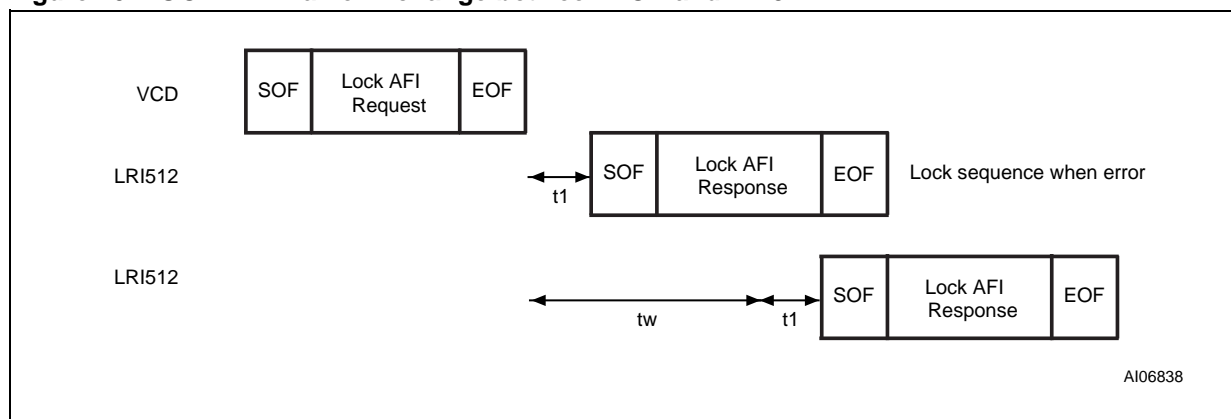 VCD
SOF
Lock AFI
Request
EOF
LRI512
t1
SOF
Lock AFI
Response
EOF
Lock sequence when error
LRI512
tw
t1
SOF
Lock AFI
Response
EOF
AI06838